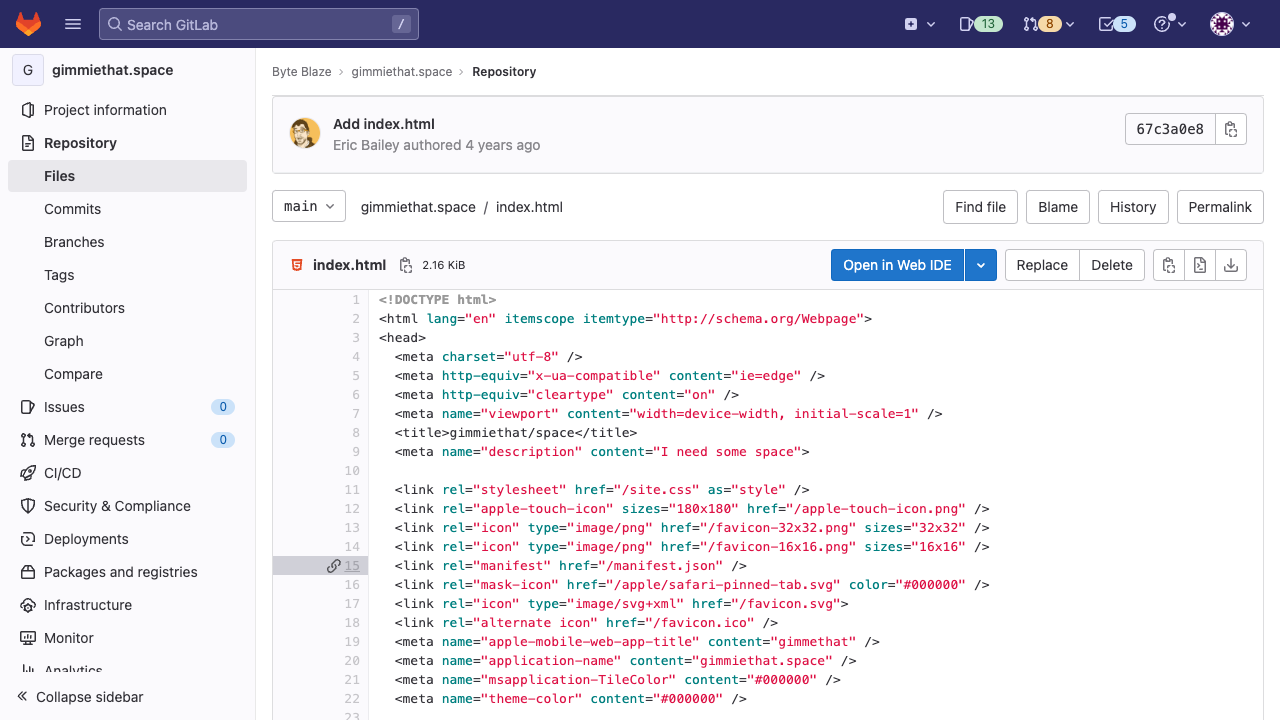 Search GitLab /
13
8
5
G gimmiethat.space
Project information
Repository
Files
Commits
Branches
Tags
Contributors
Graph
Compare
Issues 0
Merge requests 0
CI/CD
Security & Compliance
Deployments
Packages and registries
Infrastructure
Monitor
Analytics
Collapse sidebar
Byte Blaze > gimmiethat.space > Repository
Add index.html
Eric Bailey authored 4 years ago
67c3a0e8
main gimmiethat.space / index.html
Find file Blame History Permalink
index.html 2.16 KiB
Open in Web IDE Replace Delete
1 <!DOCTYPE html>
2 <html lang="en" itemscope itemtype="http://schema.org/Webpage">
3 <head>
4 <meta charset="utf-8" />
5 <meta http-equiv="x-ua-compatible" content="ie=edge" />
6 <meta http-equiv="cleartype" content="on" />
7 <meta name="viewport" content="width=device-width, initial-scale=1" />
8 <title>gimmiethat/space</title>
9 <meta name="description" content="I need some space">
10
11 <link rel="stylesheet" href="/site.css" as="style" />
12 <link rel="apple-touch-icon" sizes="180x180" href="/apple-touch-icon.png" />
13 <link rel="icon" type="image/png" href="/favicon-32x32.png" sizes="32x32" />
14 <link rel="icon" type="image/png" href="/favicon-16x16.png" sizes="16x16" />
15 <link rel="manifest" href="/manifest.json" />
16 <link rel="mask-icon" href="/apple/safari-pinned-tab.svg" color="#000000" />
17 <link rel="icon" type="image/svg+xml" href="/favicon.svg">
18 <link rel="alternate icon" href="/favicon.ico" />
19 <meta name="apple-mobile-web-app-title" content="gimmethat" />
20 <meta name="application-name" content="gimmiethat.space" />
21 <meta name="msapplication-TileColor" content="#000000" />
22 <meta name="theme-color" content="#000000" />
23